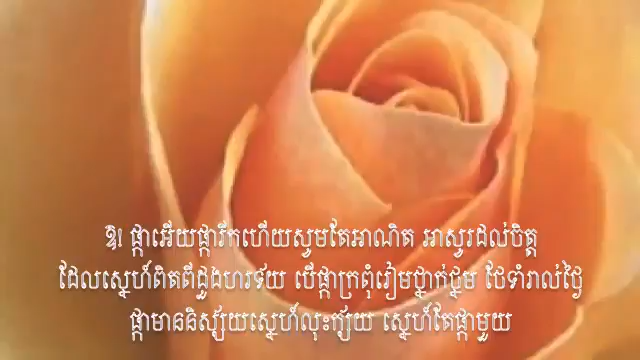 ឱ! ផ្កាអើយផ្ការីកហើយសូមតែអាណិត អាសូរដល់ចិត្ត
ដែលស្នេហ៍ពិតពីដួងហរទ័យ បើផ្កាក្រពុំរៀមថ្នាក់ថ្នម ថែទាំរាល់ថ្ងៃ
ផ្កាមាននិស្ស័យស្នេហ៍លុះក្ស័យ ស្នេហ៍តែផ្កាមួយ